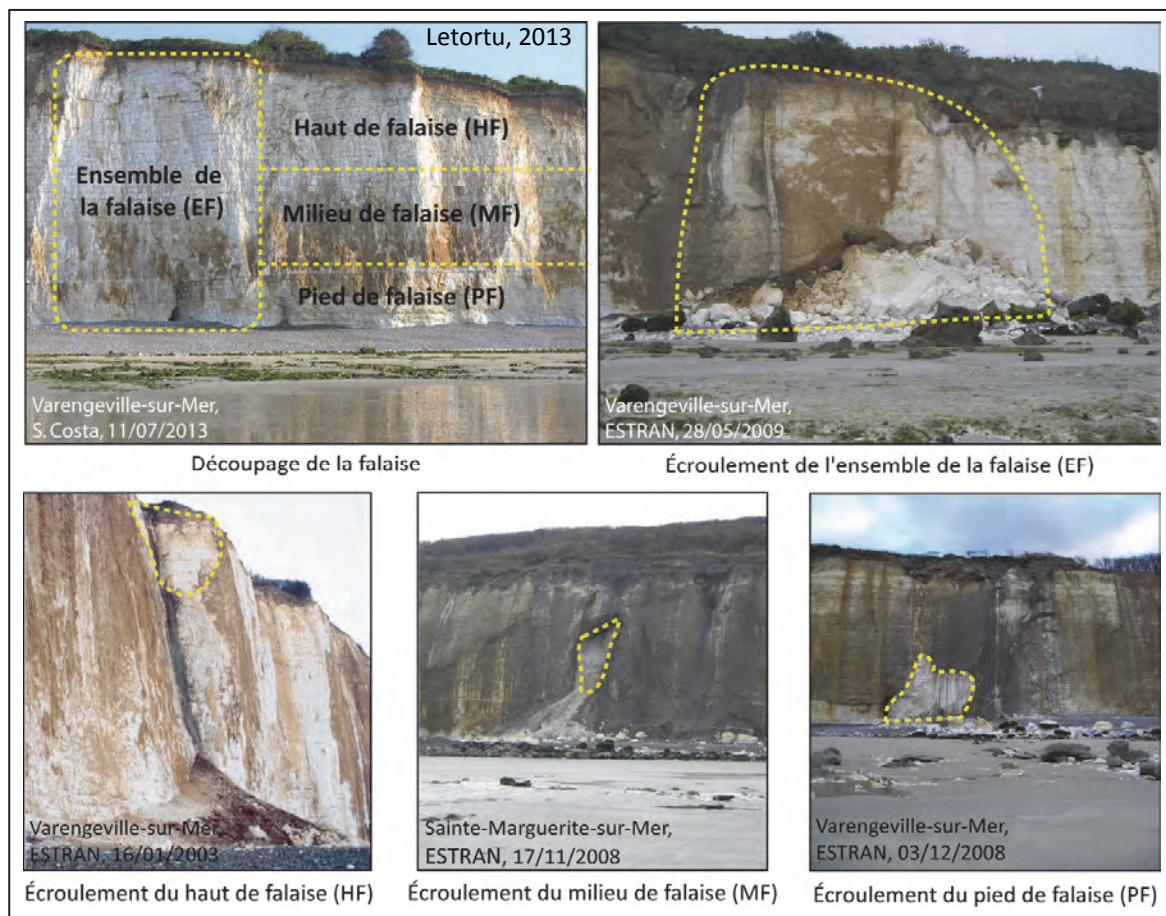 Letortu, 2013
Haut de falaise (HF)
Ensemble de
la falaise (EF)
Milieu de falaise (MF)
Pied de falaise (PF)
Varengeville-sur-Mer,
S. Costa, 11/07/2013
Varengeville-sur-Mer,
ESTRAN, 28/05/2009
Découpage de la falaise
Écroulement de l'ensemble de la falaise (EF)
Varengeville-sur-Mer,
ESTRAN, 16/01/2003
Sainte-Marguerite-sur-Mer,
ESTRAN, 17/11/2008
Varengeville-sur-Mer,
ESTRAN, 03/12/2008
Écroulement du haut de falaise (HF)
Écroulement du milieu de falaise (MF)
Écroulement du pied de falaise (PF)